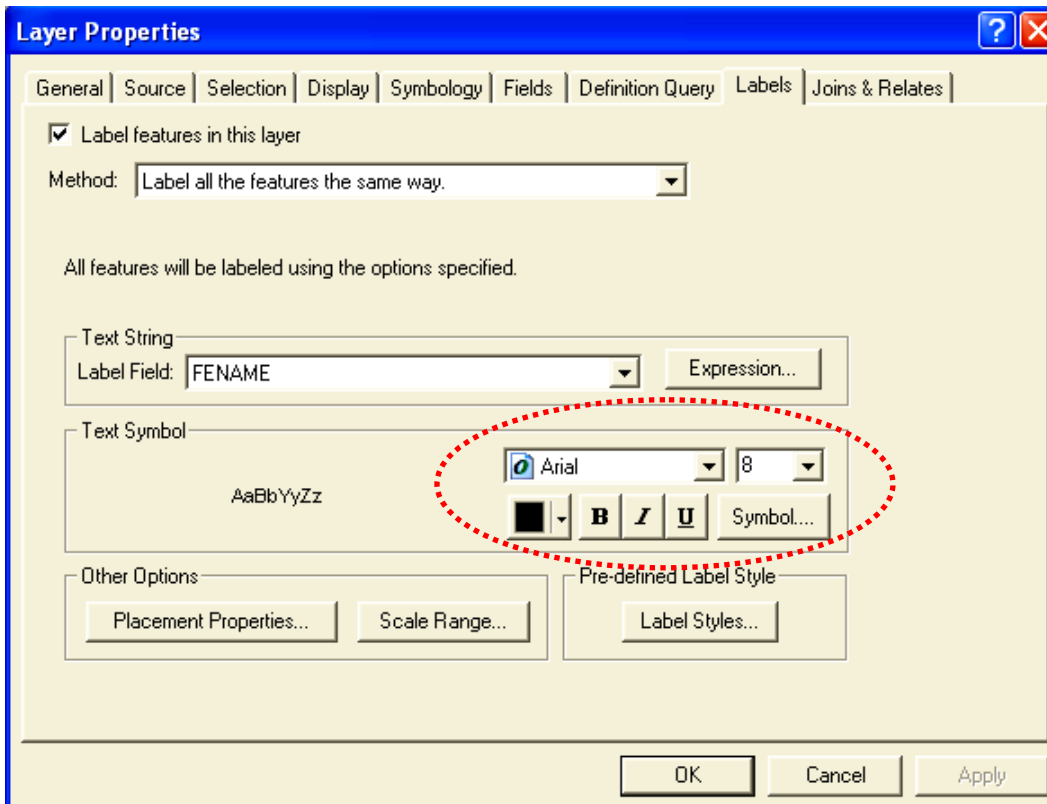 Layer Properties
General Source Selection Display Symbology Fields Definition Query Labels Joins & Relates
Label features in this layer
Method: Label all the features the same way.
All features will be labeled using the options specified.
Text String
Label Field: FENAME Expression...
Text Symbol
AaBbYyZz
Arial 8
B I U Symbol....
Other Options
Placement Properties... Scale Range...
Pre-defined Label Style
Label Styles...
OK Cancel Apply